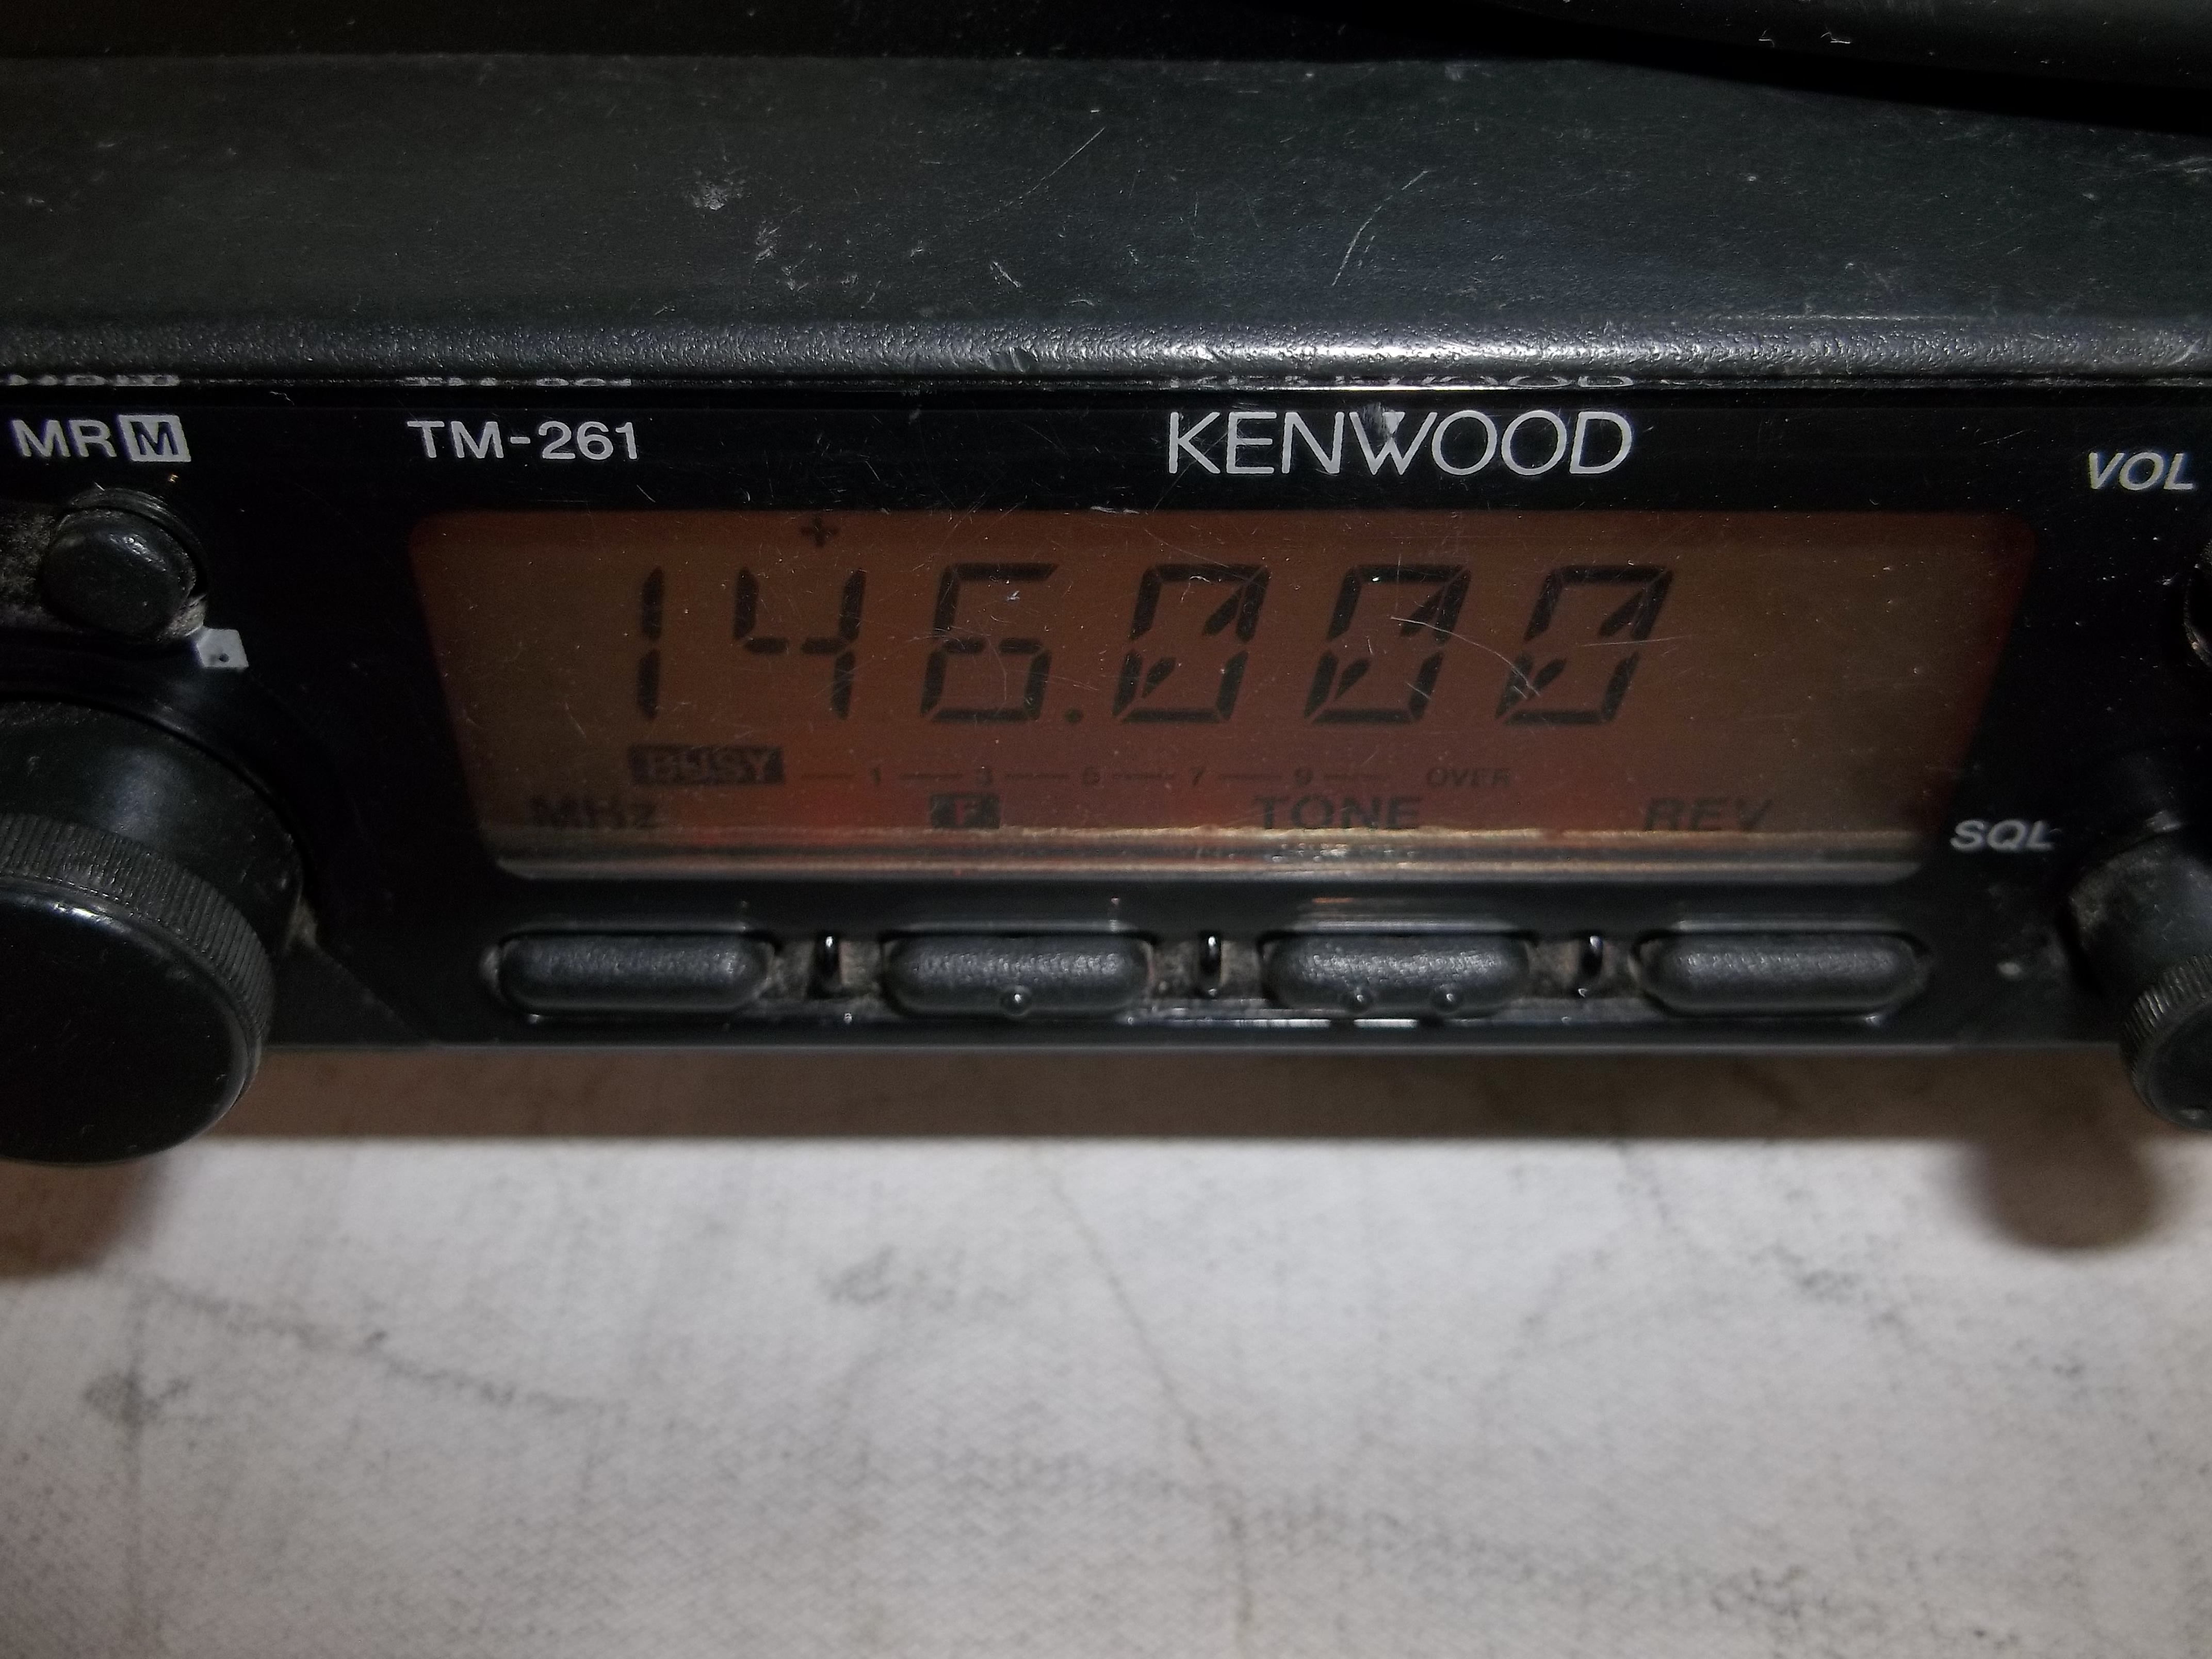 MR M
TM-261
KENWOOD
VOL
+
146.000
BUSY 1 3 5 7 9 OVER
MHz F TONE REV
SQL